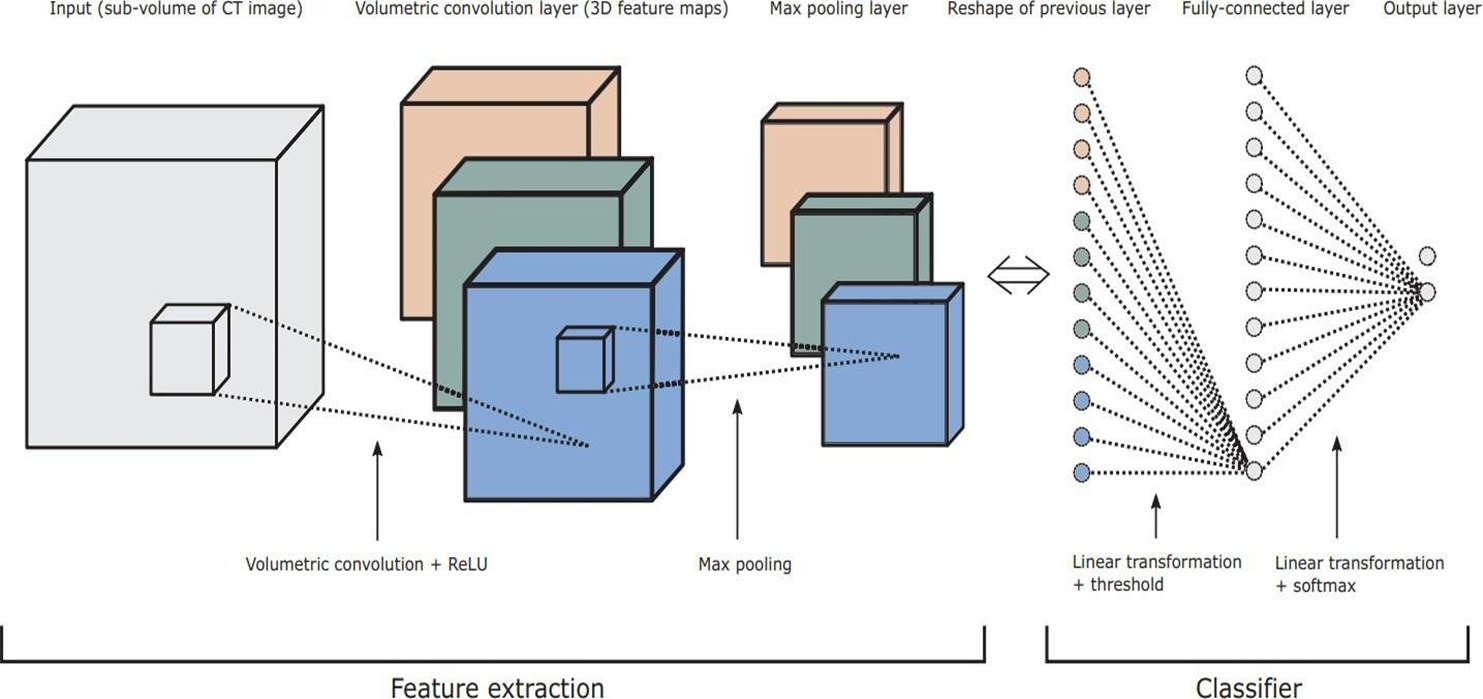 Input (sub-volume of CT image)
Volumetric convolution layer (3D feature maps)
Max pooling layer
Reshape of previous layer
Fully-connected layer
Output layer
Volumetric convolution + ReLU
Max pooling
Linear transformation
+ threshold
Linear transformation
+ softmax
Feature extraction
Classifier